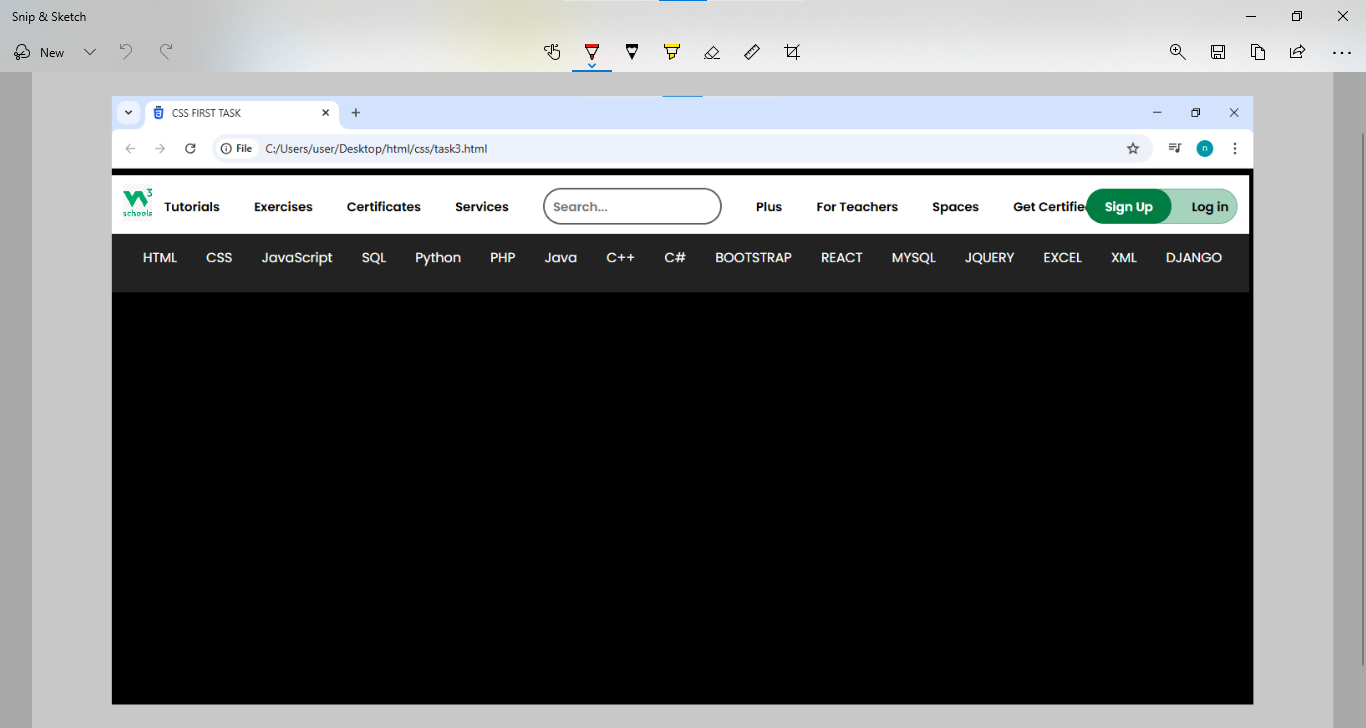 Snip & Sketch
New
CSS FIRST TASK
File C:/Users/user/Desktop/html/css/task3.html
n
W3 schools Tutorials Exercises Certificates Services Search... Plus For Teachers Spaces Get Certifie Sign Up Log in
HTML CSS JavaScript SQL Python PHP Java C++ C# BOOTSTRAP REACT MYSQL JQUERY EXCEL XML DJANGO